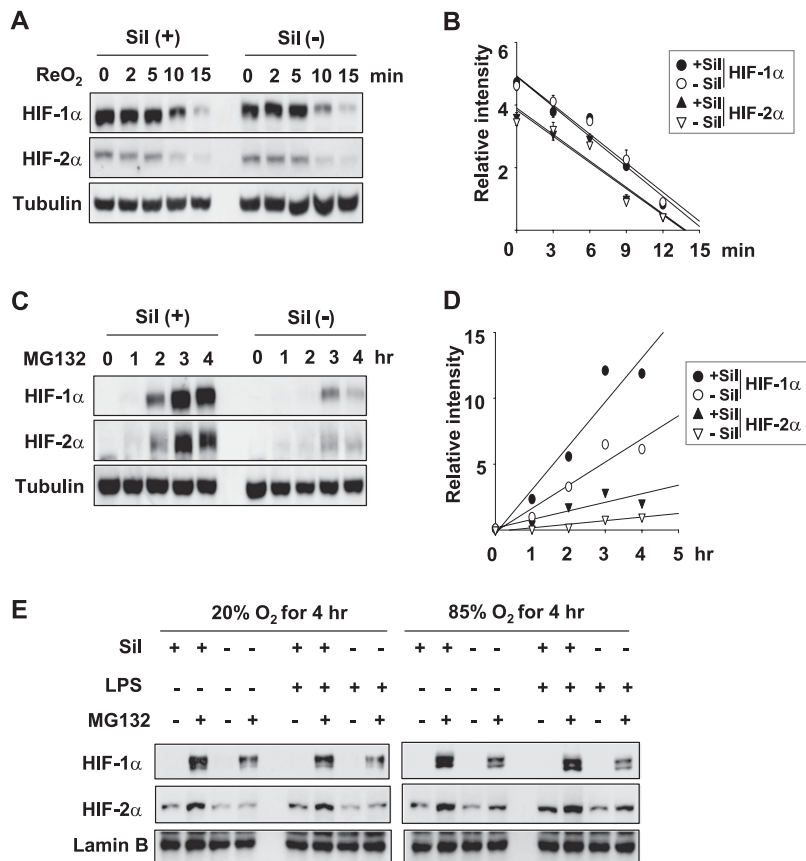 A
Sil (+) Sil (-)
ReO2 0 2 5 10 15 0 2 5 10 15 min
HIF-1α
HIF-2α
Tubulin
B
Relative intensity
6
4
2
0 3 6 9 12 15 min
+Sil
- Sil
HIF-1α
+Sil
- Sil
HIF-2α
C
Sil (+) Sil (-)
MG132 0 1 2 3 4 0 1 2 3 4 hr
HIF-1α
HIF-2α
Tubulin
D
Relative intensity
15
10
5
0 1 2 3 4 5 hr
+Sil
- Sil
HIF-1α
+Sil
- Sil
HIF-2α
E
20% O2 for 4 hr 85% O2 for 4 hr
Sil + + - - + + - - + + - - + + - -
LPS - - - - + + + + - - - - + + + +
MG132 - + - + - + - + - + - + - + - +
HIF-1α
HIF-2α
Lamin B